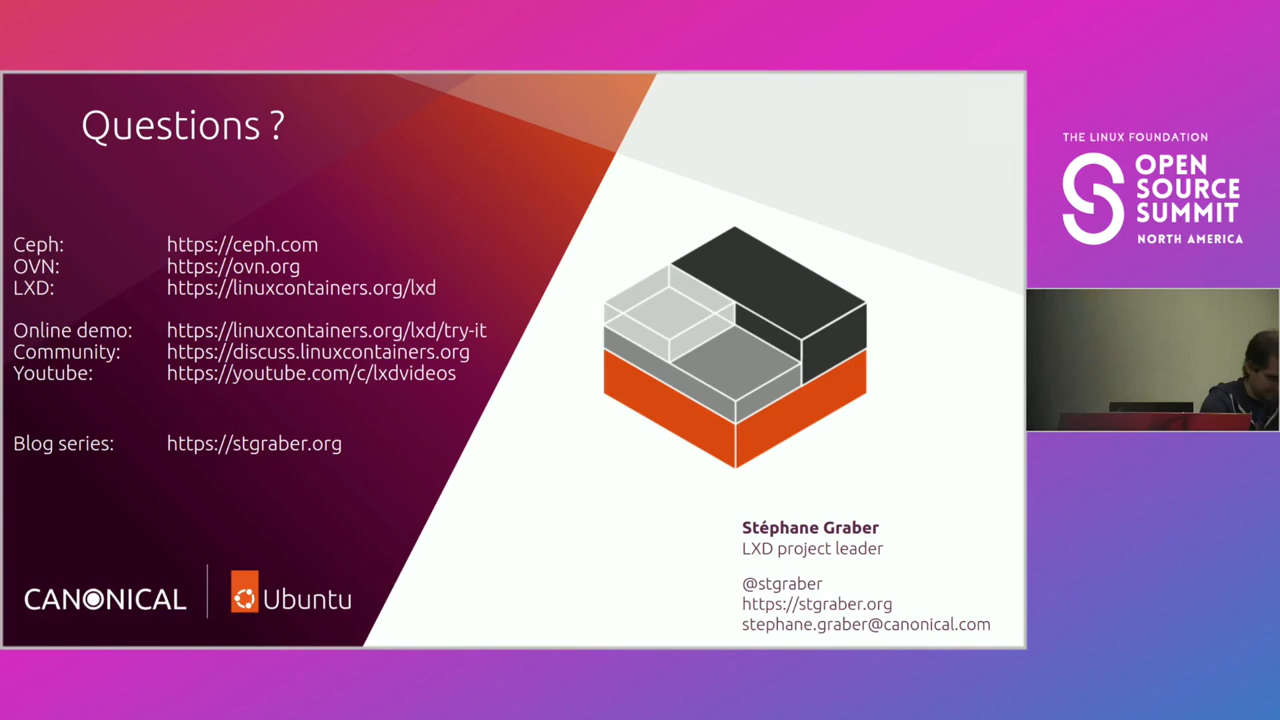 Questions ?
Ceph: https://ceph.com
OVN: https://ovn.org
LXD: https://linuxcontainers.org/lxd
Online demo: https://linuxcontainers.org/lxd/try-it
Community: https://discuss.linuxcontainers.org
Youtube: https://youtube.com/c/lxdvideos
Blog series: https://stgraber.org
CANONICAL Ubuntu
Stéphane Graber
LXD project leader
@stgraber
https://stgraber.org
stephane.graber@canonical.com
THE LINUX FOUNDATION
OPEN
SOURCE
SUMMIT
NORTH AMERICA